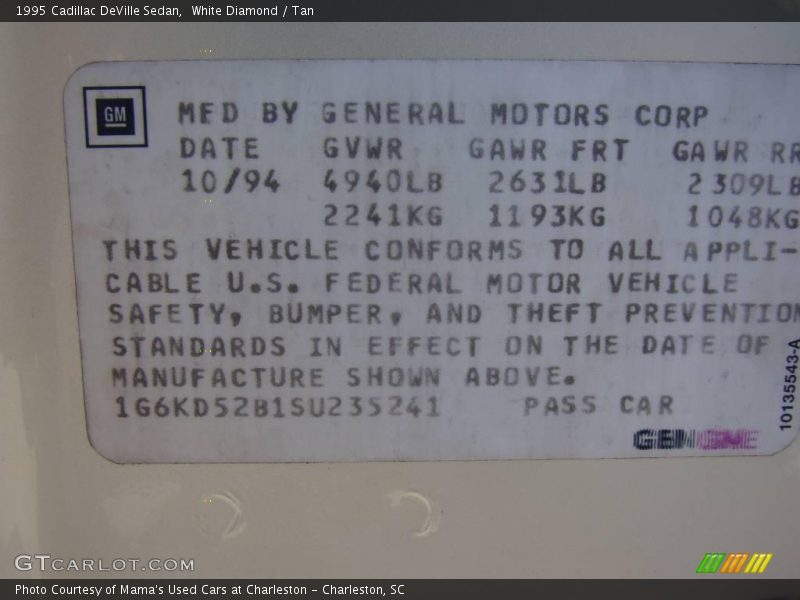 1995 Cadillac DeVille Sedan, White Diamond / Tan
GM
MFD BY GENERAL MOTORS CORP
DATE GVWR GAWR FRT GAWR RR
10/94 4940LB 2631LB 2309LB
2241KG 1193KG 1048KG
THIS VEHICLE CONFORMS TO ALL APPLI-
CABLE U.S. FEDERAL MOTOR VEHICLE
SAFETY, BUMPER, AND THEFT PREVENTION
STANDARDS IN EFFECT ON THE DATE OF
MANUFACTURE SHOWN ABOVE.
1G6KD52B1SU235241 PASS CAR
10135543-A
GTCARLOT.COM
Photo Courtesy of Mama's Used Cars at Charleston - Charleston, SC